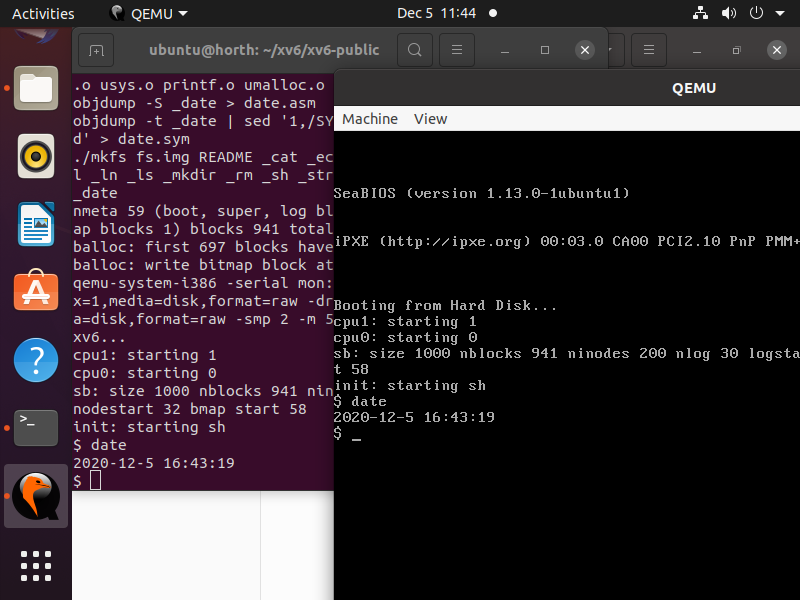 Activities QEMU Dec 5 11:44
ubuntu@horth: ~/xv6/xv6-public
.o usys.o printf.o umalloc.o
objdump -S _date > date.asm
objdump -t _date | sed '1,/SY
d' > date.sym
./mkfs fs.img README _cat _ec
l _ln _ls _mkdir _rm _sh _str
_date
nmeta 59 (boot, super, log bl
ap blocks 1) blocks 941 total
balloc: first 697 blocks have
balloc: write bitmap block at
qemu-system-i386 -serial mon:
x=1,media=disk,format=raw -dr
a=disk,format=raw -smp 2 -m 5
xv6...
cpu1: starting 1
cpu0: starting 0
sb: size 1000 nblocks 941 nin
nodestart 32 bmap start 58
init: starting sh
$ date
2020-12-5 16:43:19
$
QEMU
Machine View
SeaBIOS (version 1.13.0-1ubuntu1)
iPXE (http://ipxe.org) 00:03.0 CA00 PCI2.10 PnP PMM+
Booting from Hard Disk...
cpu1: starting 1
cpu0: starting 0
sb: size 1000 nblocks 941 ninodes 200 nlog 30 logsta
t 58
init: starting sh
$ date
2020-12-5 16:43:19
$ _